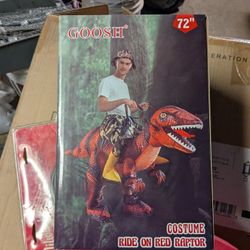 GOOSH®
72"
COSTUME
RIDE ON RED RAPTOR